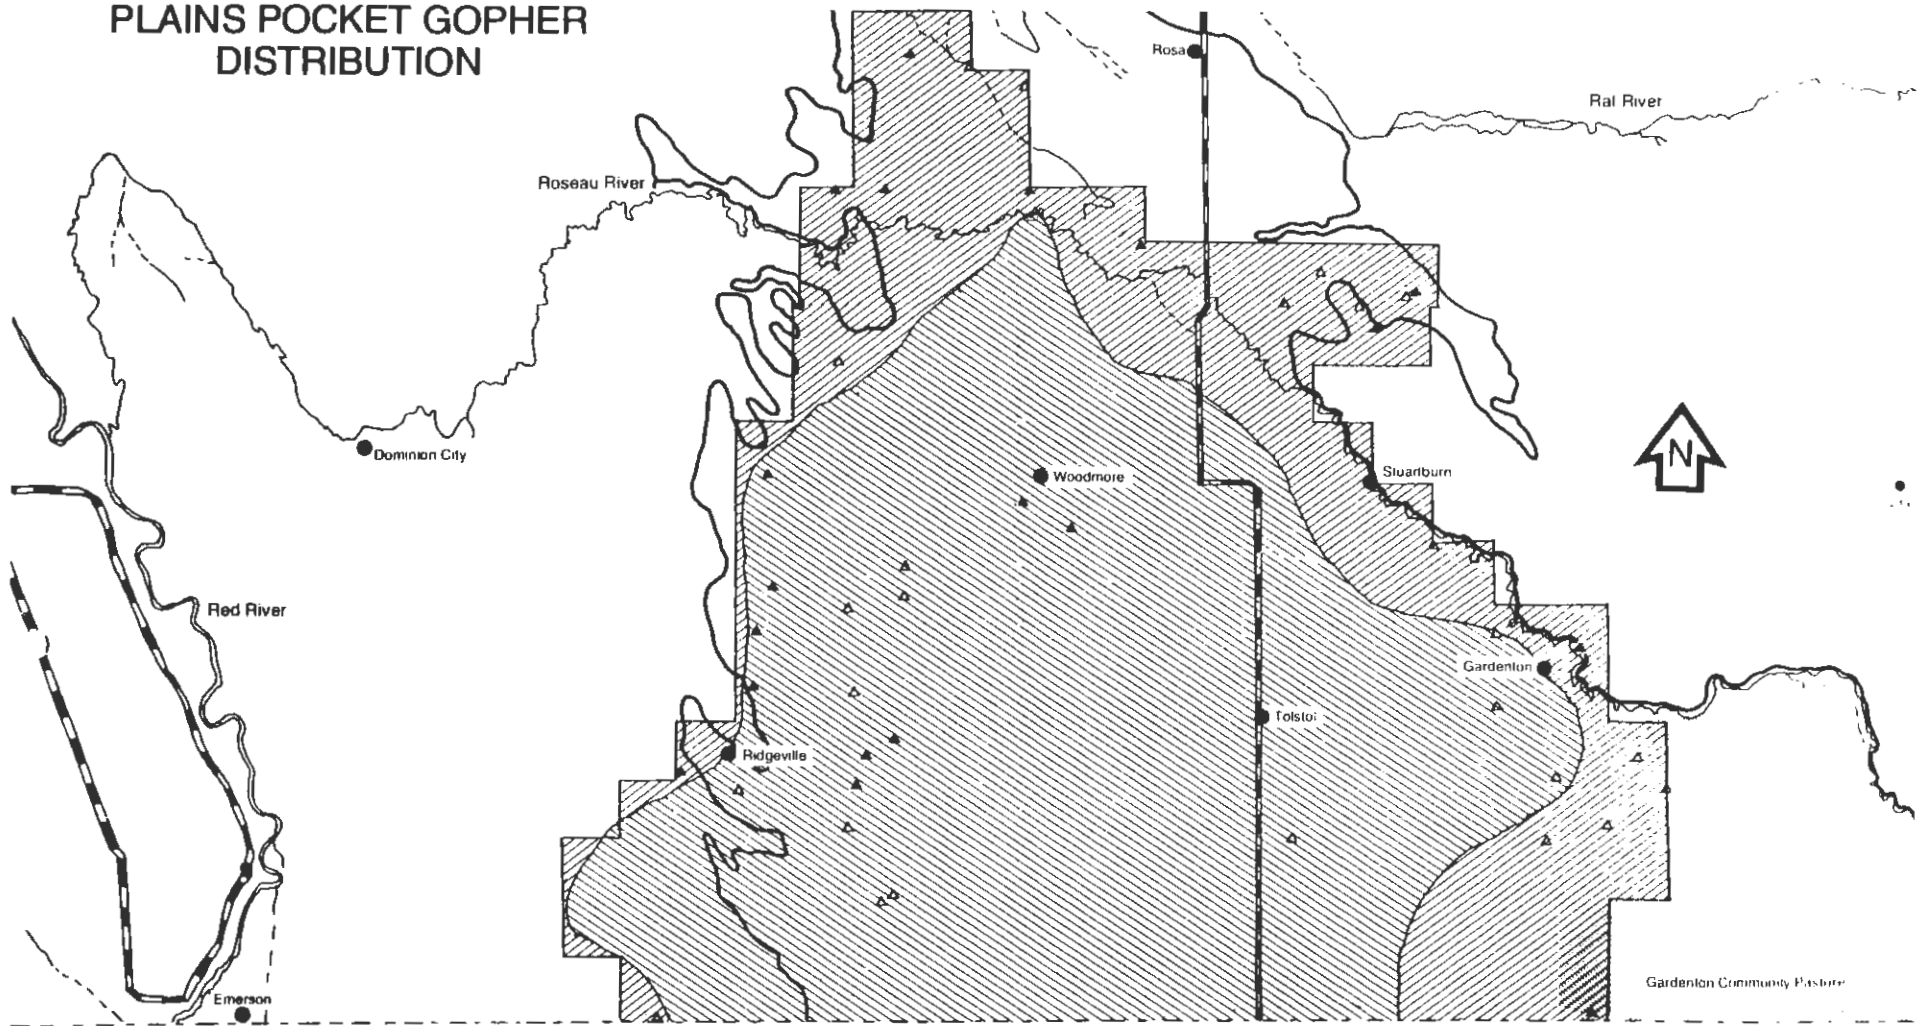 PLAINS POCKET GOPHER
DISTRIBUTION
Rosa
Rat River
Roseau River
Dominion City
Woodmore
Stuartburn
N
Red River
Gardenton
Tolstoi
Ridgeville
Gardenton Community Pasture
Emerson